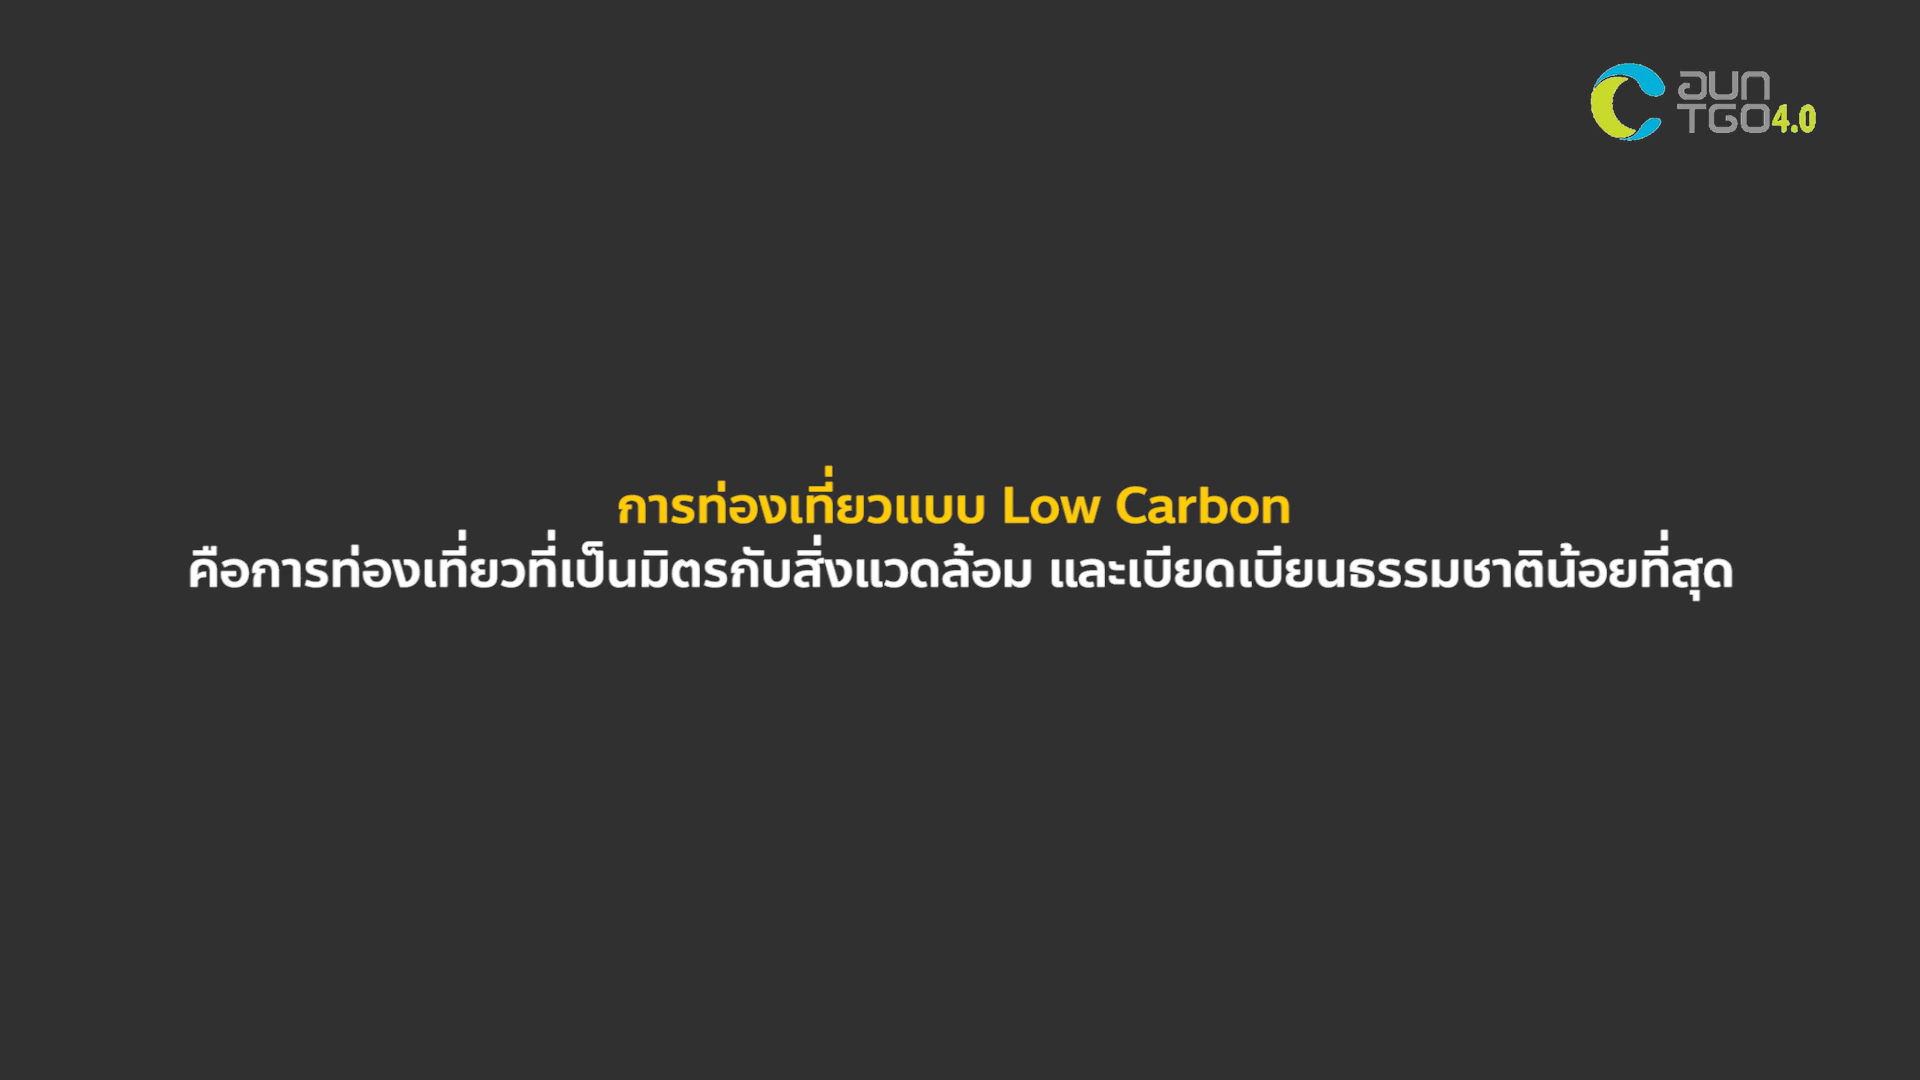 อบก
TGO4.0
การท่องเที่ยวแบบ Low Carbon
คือการท่องเที่ยวที่เป็นมิตรกับสิ่งแวดล้อม และเบียดเบียนธรรมชาติน้อยที่สุด